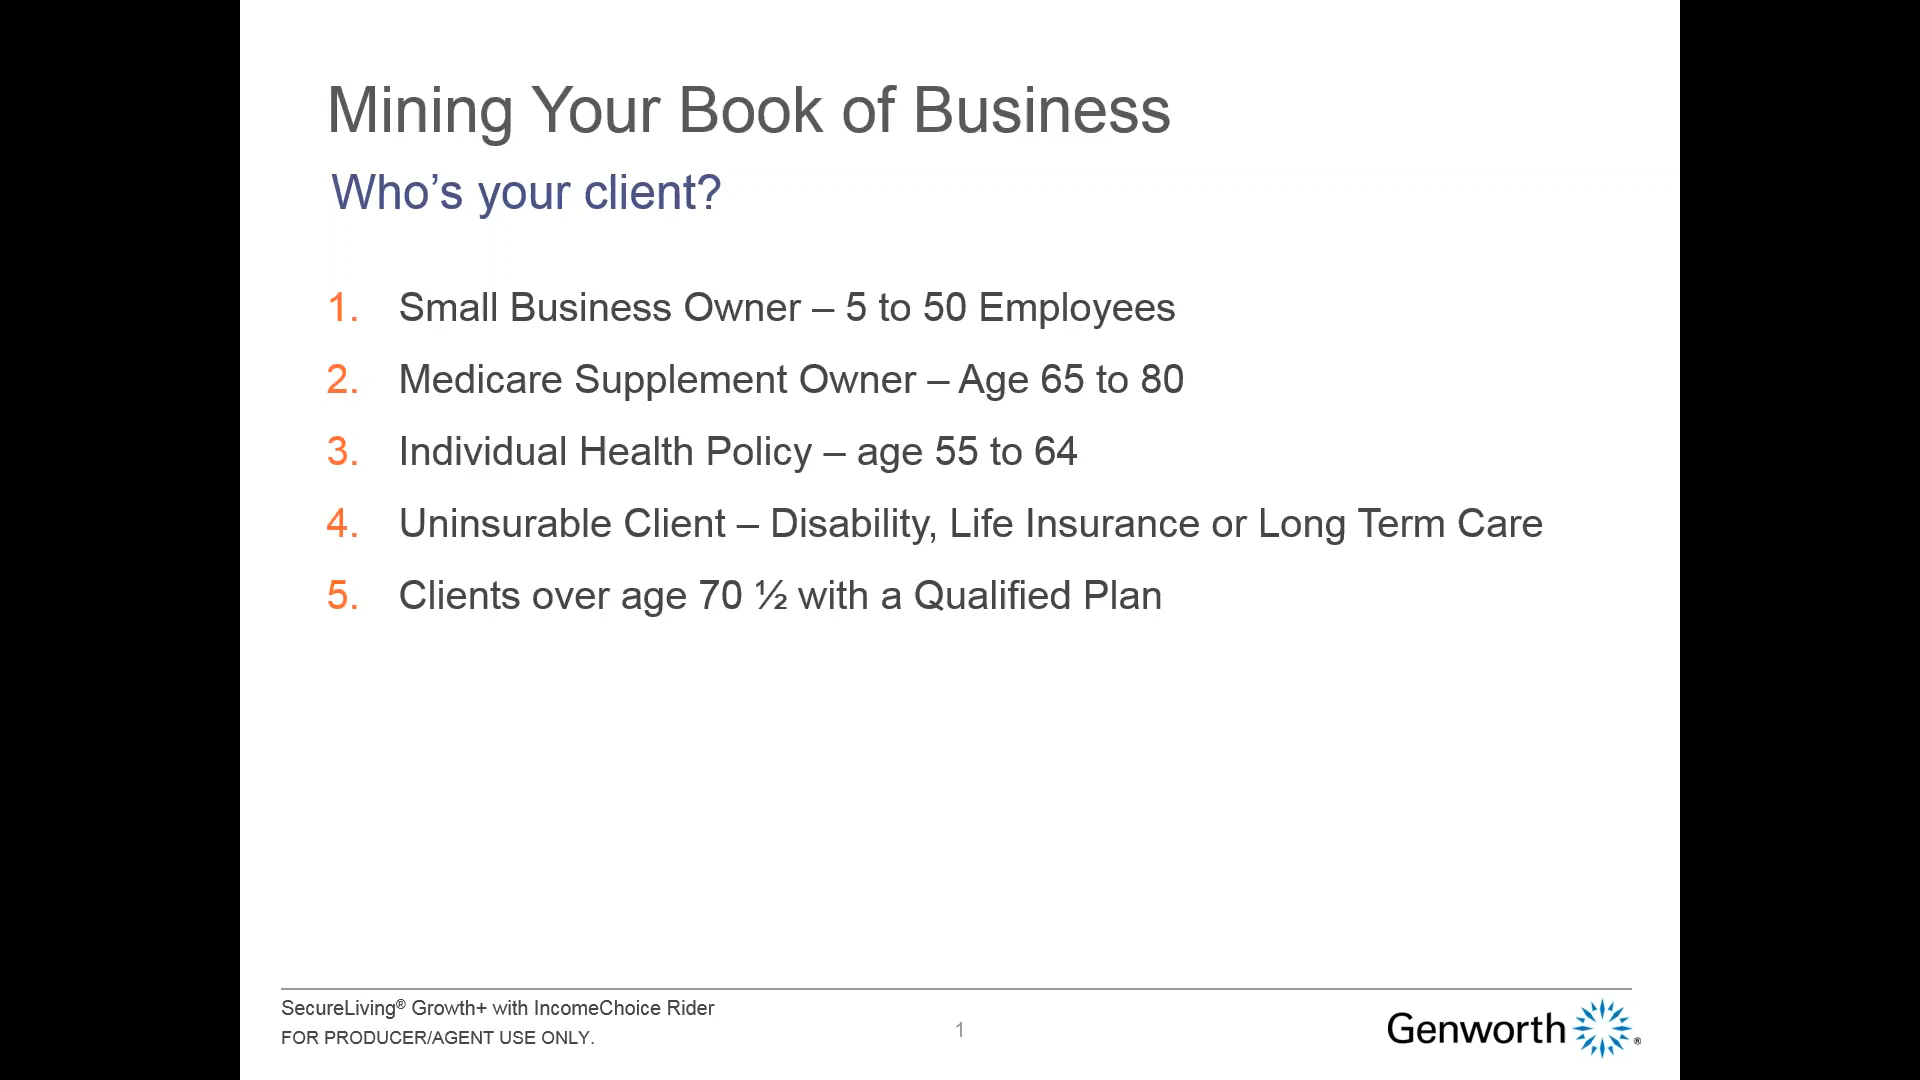 Mining Your Book of Business
Who’s your client?
1. Small Business Owner – 5 to 50 Employees
2. Medicare Supplement Owner – Age 65 to 80
3. Individual Health Policy – age 55 to 64
4. Uninsurable Client – Disability, Life Insurance or Long Term Care
5. Clients over age 70 ½ with a Qualified Plan
SecureLiving® Growth+ with IncomeChoice Rider
FOR PRODUCER/AGENT USE ONLY.
1
Genworth®